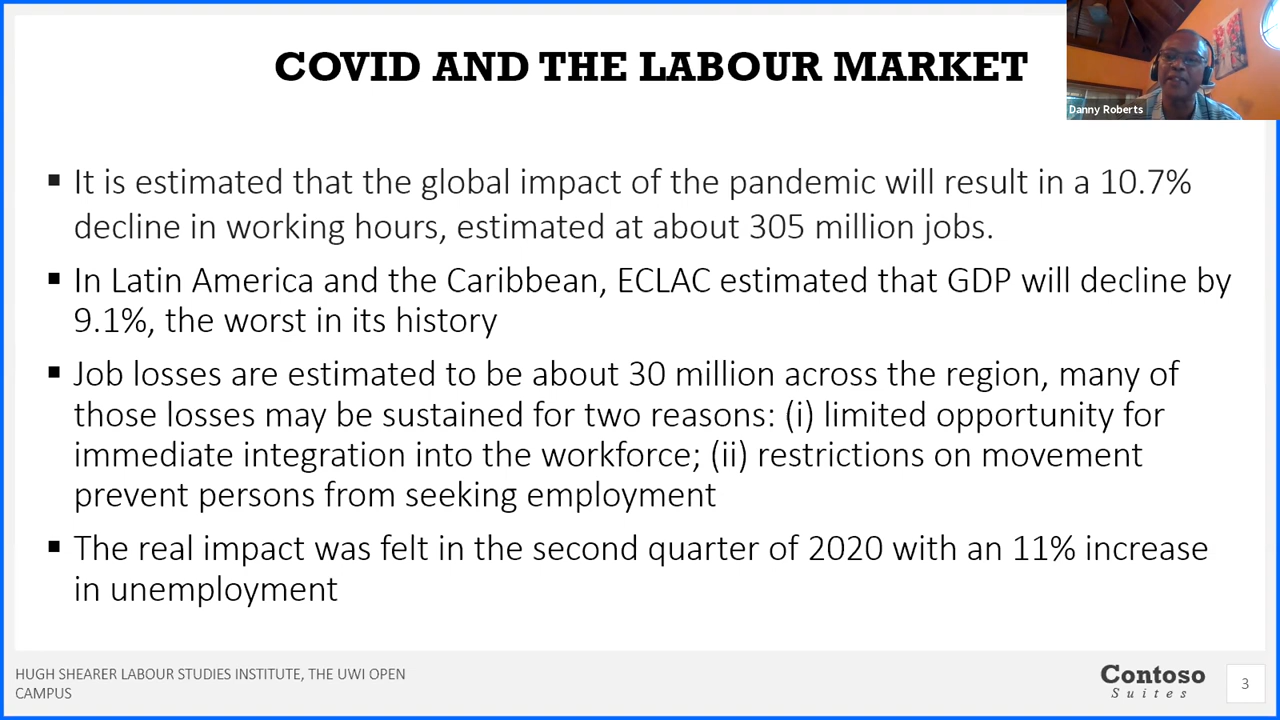 COVID AND THE LABOUR MARKET
Danny Roberts
▪ It is estimated that the global impact of the pandemic will result in a 10.7%
decline in working hours, estimated at about 305 million jobs.
▪ In Latin America and the Caribbean, ECLAC estimated that GDP will decline by
9.1%, the worst in its history
▪ Job losses are estimated to be about 30 million across the region, many of
those losses may be sustained for two reasons: (i) limited opportunity for
immediate integration into the workforce; (ii) restrictions on movement
prevent persons from seeking employment
▪ The real impact was felt in the second quarter of 2020 with an 11% increase
in unemployment
HUGH SHEARER LABOUR STUDIES INSTITUTE, THE UWI OPEN
CAMPUS
Contoso
Suites
3